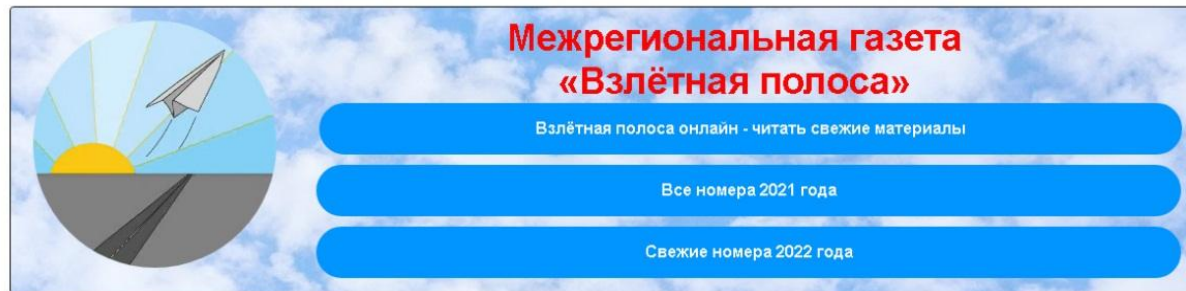 Межрегиональная газета
«Взлётная полоса»
Взлётная полоса онлайн - читать свежие материалы
Все номера 2021 года
Свежие номера 2022 года